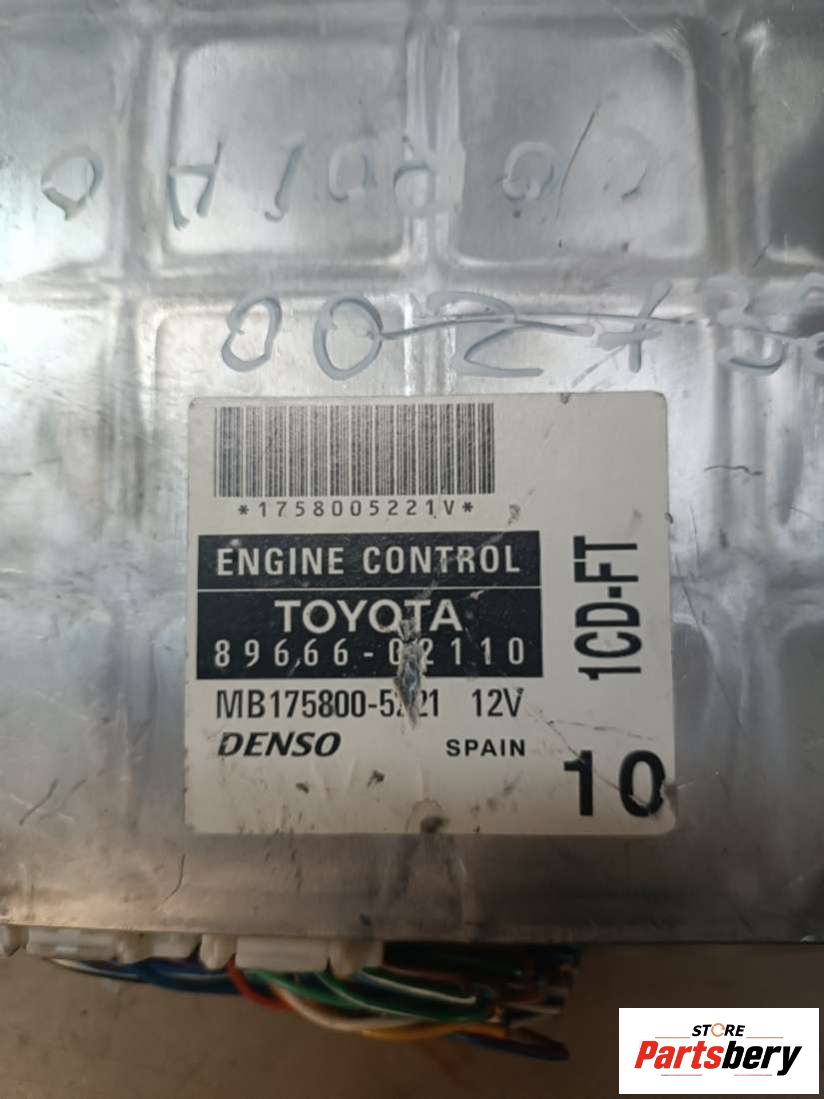 *1758005221V*
ENGINE CONTROL
TOYOTA
89666-02110
MB175800-5221 12V
DENSO SPAIN
1CD-FT
10
STORE
Partsbery